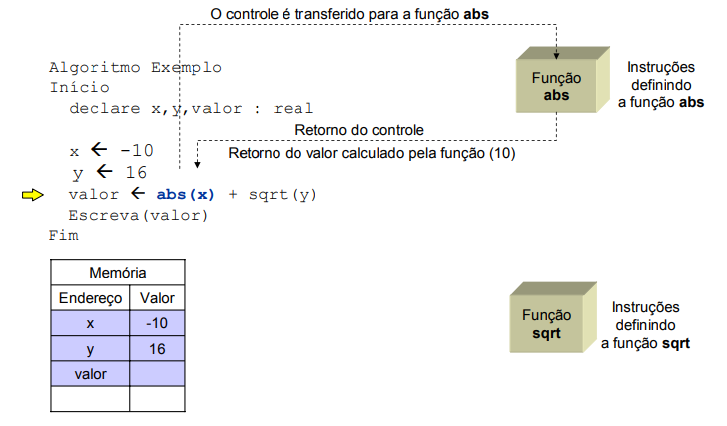 O controle é transferido para a função abs
Algoritmo Exemplo
Início
declare x,y,valor : real
x ← -10
y ← 16
valor ← abs(x) + sqrt(y)
Escreva(valor)
Fim
Função
abs
Instruções
definindo
a função abs
Retorno do controle
Retorno do valor calculado pela função (10)
Memória
Endereço Valor
x -10
y 16
valor
Função
sqrt
Instruções
definindo
a função sqrt